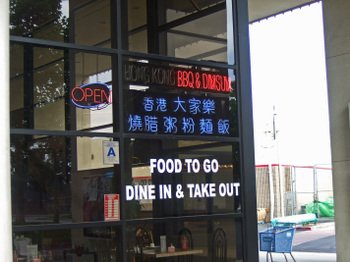 HONG KONG BBQ & DIMSUM
OPEN
香港 大家樂
燒腊 粥 粉 麵 飯
A
FOOD TO GO
DINE IN & TAKE OUT